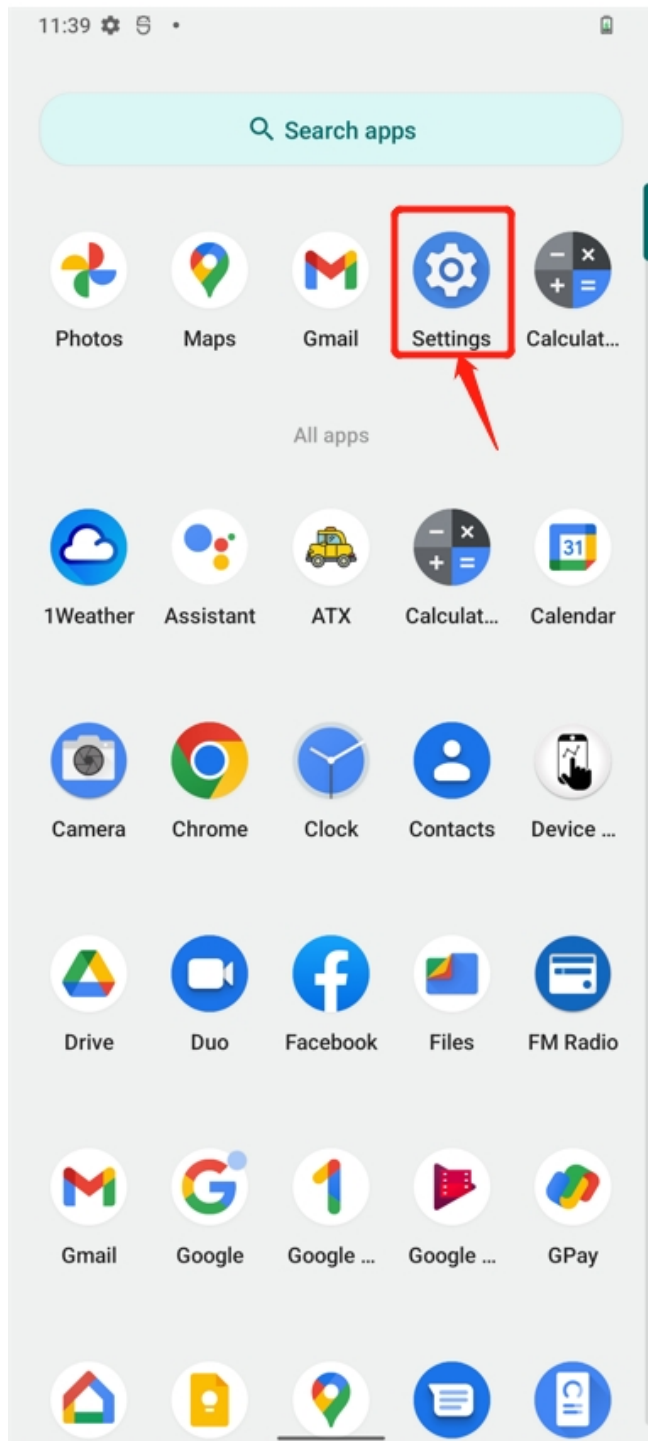 11:39
Search apps
Photos Maps Gmail Settings Calculat...
All apps
1Weather Assistant ATX Calculat... Calendar
31
Camera Chrome Clock Contacts Device ...
Drive Duo Facebook Files FM Radio
Gmail Google Google ... Google ... GPay